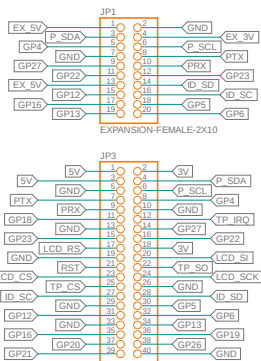 JP1
EX_5V 1 2 GND
P_SDA 3 4 EX_3V
GP4 5 6 P_SCL
GND 7 8 PTX
GP27 9 10 PRX
GP22 11 12 GP23
EX_5V 13 14 ID_SD
GP12 15 16 ID_SC
GP16 17 18 GP5
GP13 19 20 GP6
EXPANSION-FEMALE-2X10
JP3
5V 1 2 3V
5V 3 4 P_SDA
GND 5 6 P_SCL
PTX 7 8 GP4
PRX 9 10 GND
GP18 11 12 TP_IRQ
GND 13 14 GP27
GP23 15 16 GP22
LCD_RS 17 18 3V
GND 19 20 LCD_SI
RST 21 22 TP_SO
CD_CS 23 24 LCD_SCK
TP_CS 25 26 GND
ID_SC 27 28 ID_SD
GND 29 30 GP5
GP12 31 32 GP6
GND 33 34 GP13
GP16 35 36 GP19
GP20 37 38 GP26
GP21 39 40 GND